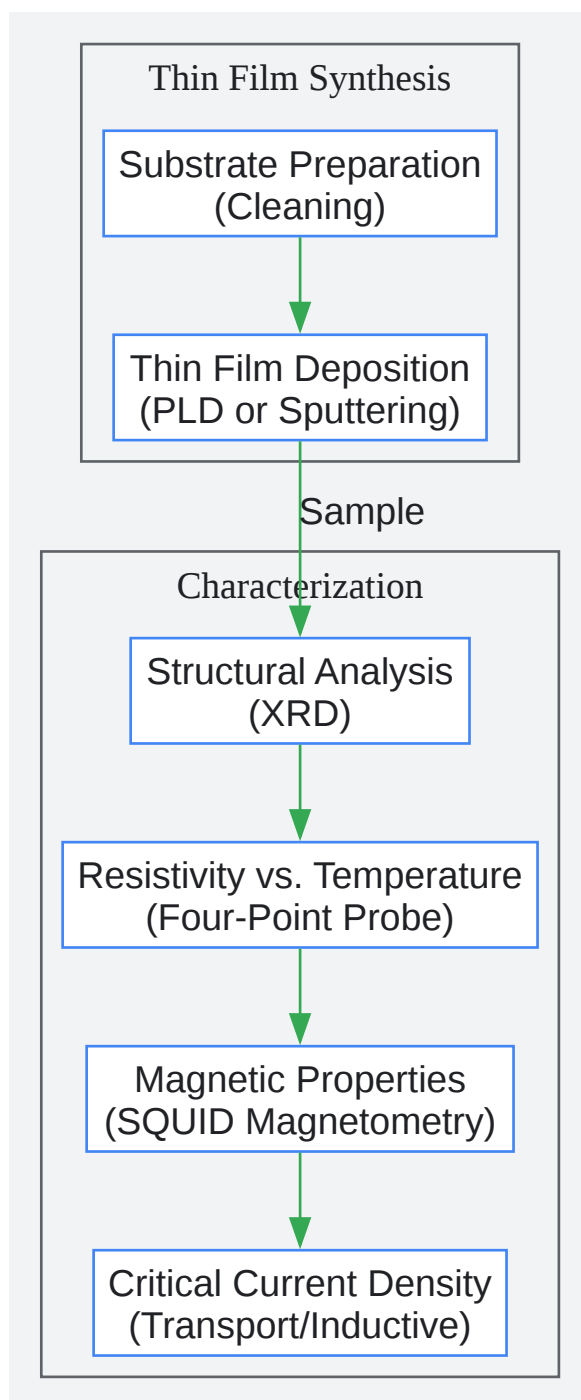 Thin Film Synthesis
Substrate Preparation
(Cleaning)
Thin Film Deposition
(PLD or Sputtering)
Sample
Characterization
Structural Analysis
(XRD)
Resistivity vs. Temperature
(Four-Point Probe)
Magnetic Properties
(SQUID Magnetometry)
Critical Current Density
(Transport/Inductive)